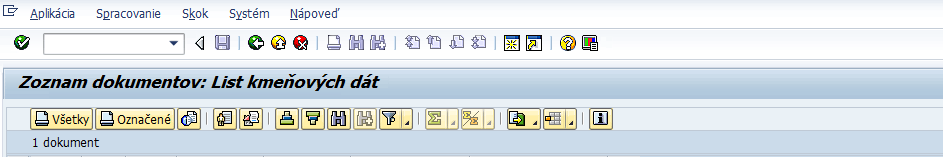 Aplikácia Spracovanie Skok Systém Nápoveď
Zoznam dokumentov: List kmeňových dát
Všetky Označené
1 dokument